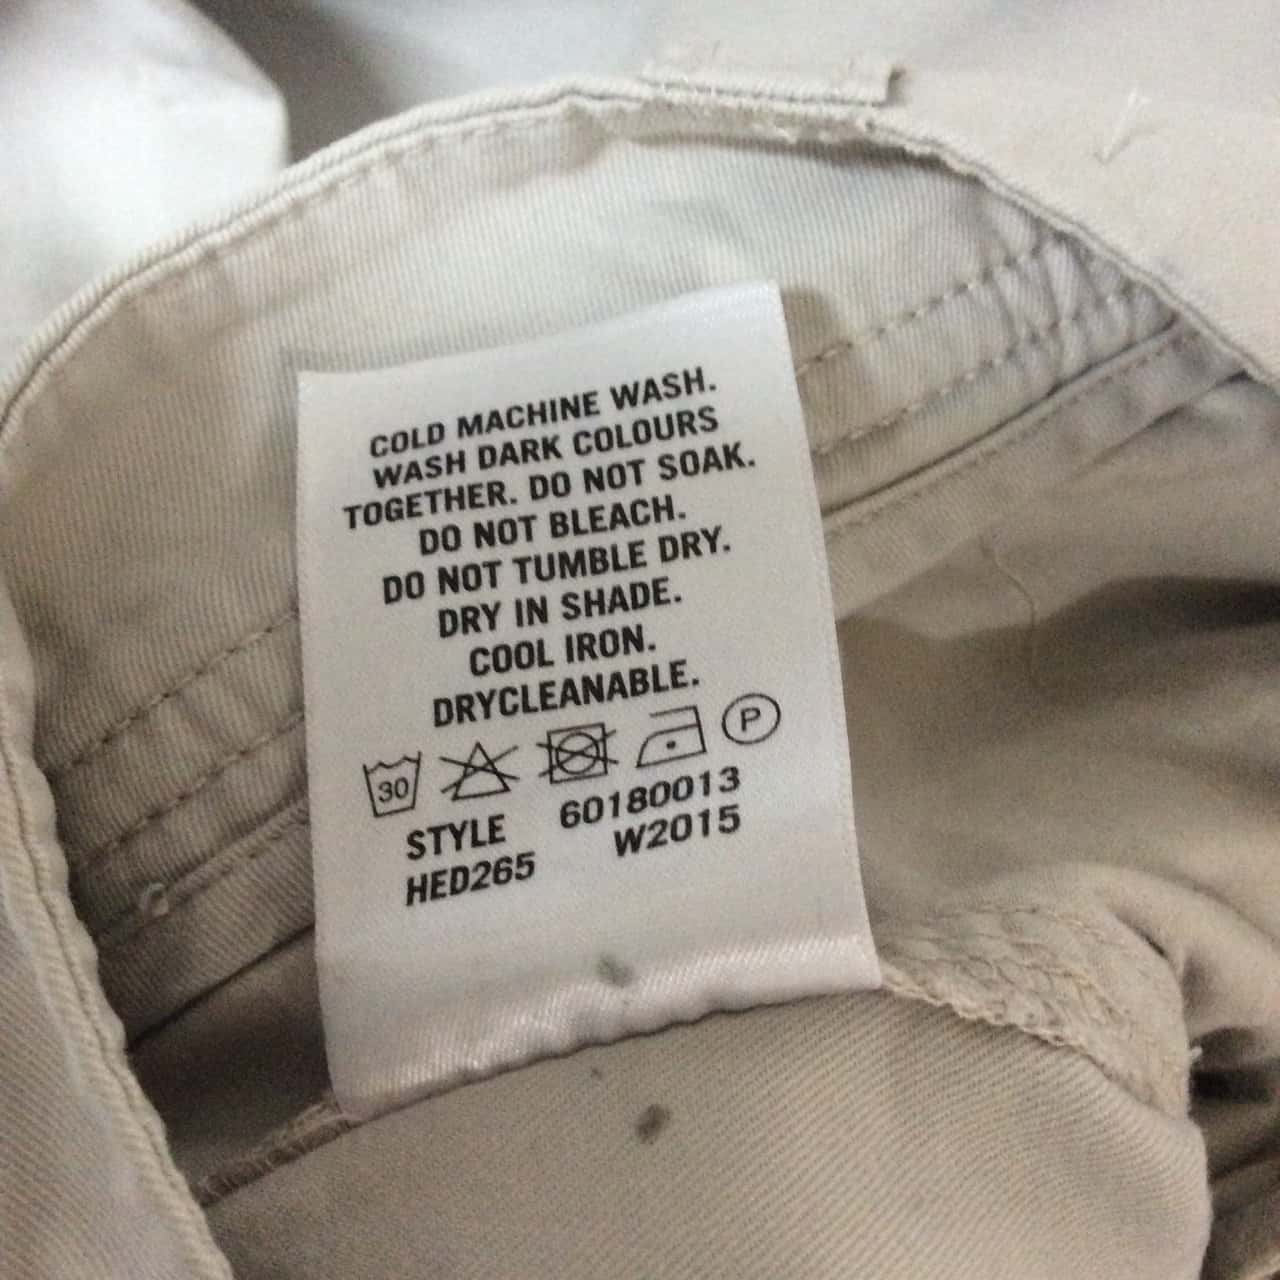 COLD MACHINE WASH.
WASH DARK COLOURS
TOGETHER. DO NOT SOAK.
DO NOT BLEACH.
DO NOT TUMBLE DRY.
DRY IN SHADE.
COOL IRON.
DRYCLEANABLE.
30 P
STYLE 60180013
HED265 W2015